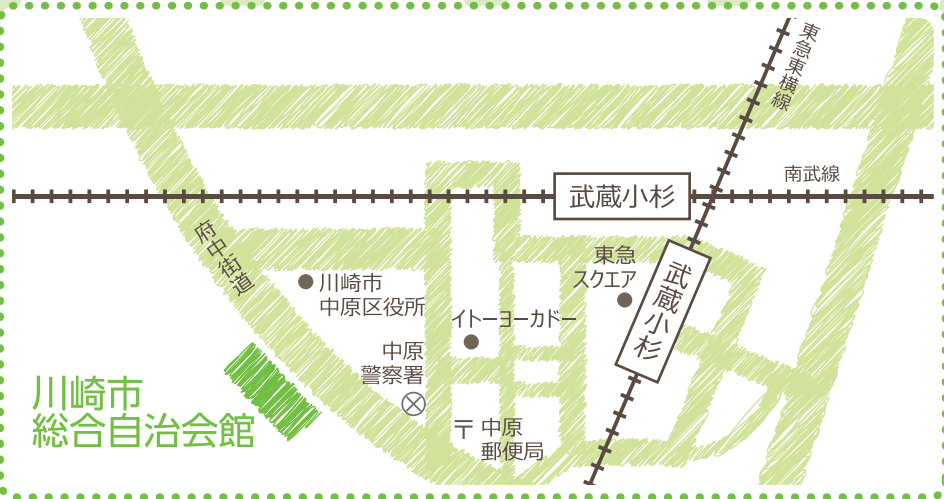 東急東横線
南武線
武蔵小杉
府中街道
東急
スクエア
武蔵小杉
川崎市
中原区役所
イトーヨーカドー
中原
警察署
川崎市
総合自治会館
〒 中原
郵便局